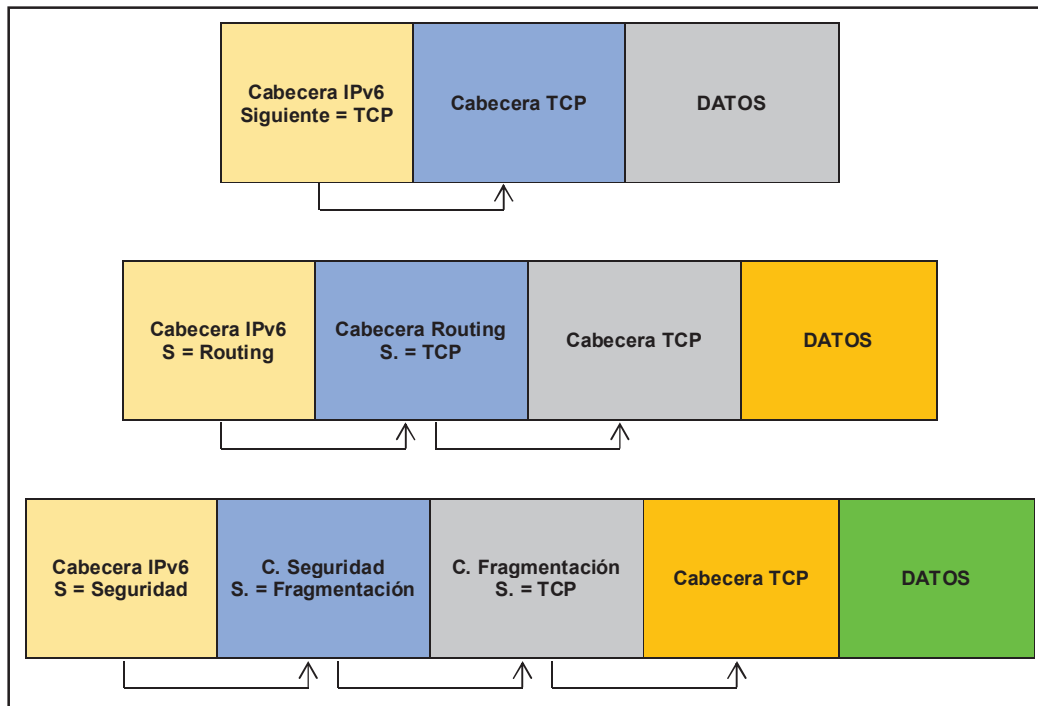 Cabecera IPv6
Siguiente = TCP
Cabecera TCP
DATOS
Cabecera IPv6
S = Routing
Cabecera Routing
S. = TCP
Cabecera TCP
DATOS
Cabecera IPv6
S = Seguridad
C. Seguridad
S. = Fragmentación
C. Fragmentación
S. = TCP
Cabecera TCP
DATOS